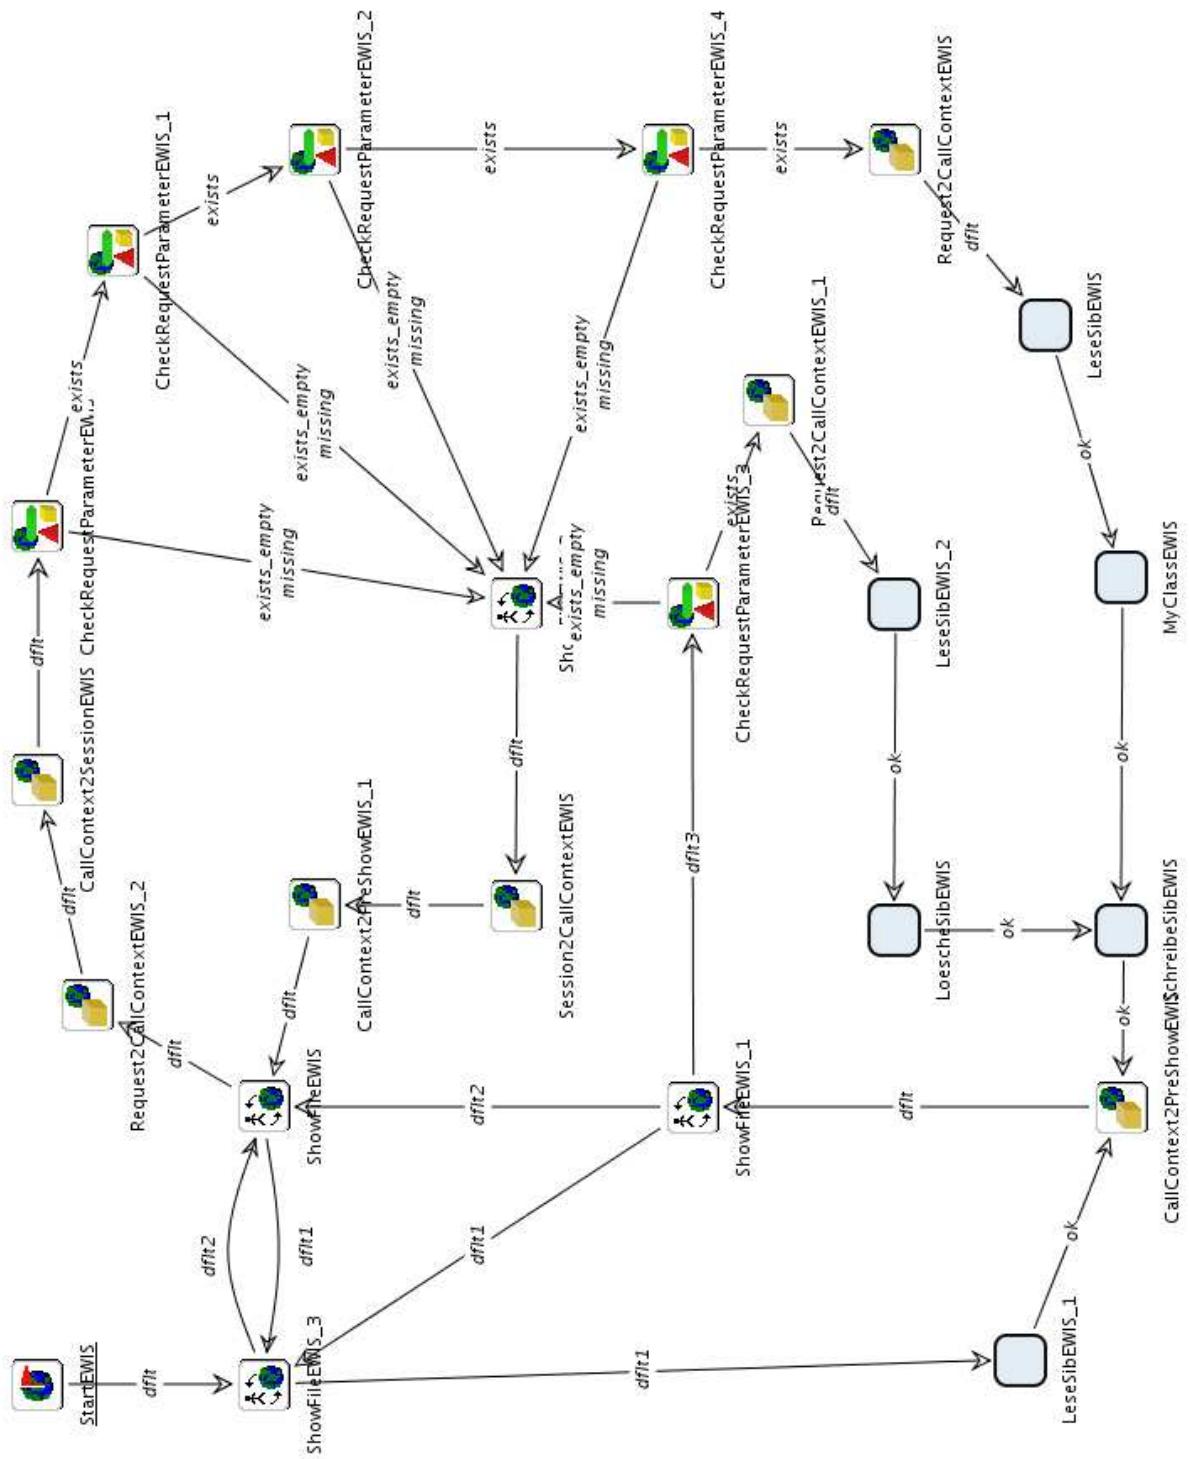 dflt
dflt
exists
StartEWIS
CallContext2SessionEWIS
Request2CallContextEWIS_2
dflt
CheckRequestParameterEWIS_1
dflt
dflt2
exists
exists_empty
missing
dflt
dflt1
exists_empty
missing
ShowFileEWIS_3
ShowFileEWIS
CallContext2PreShowEWIS_1
CheckRequestParameterEWIS_2
exists_empty
missing
dflt
dflt1
dflt2
exists
dflt
Session2CallContextEWIS
exists_empty
missing
exists_empty
missing
dflt1
dflt3
CheckRequestParameterEWIS_4
exists
ShowFileEWIS_1
CheckRequestParameterEWIS_3
exists
Request2CallContextEWIS_1
dflt
ok
dflt
LoescheSibEWIS
LeseSibEWIS_2
Request2CallContextEWIS
dflt
ok
LeseSibEWIS_1
ok
ok
LeseSibEWIS
ok
ok
CallContext2PreShowEWIS
SchreibeSibEWIS
MyClassEWIS